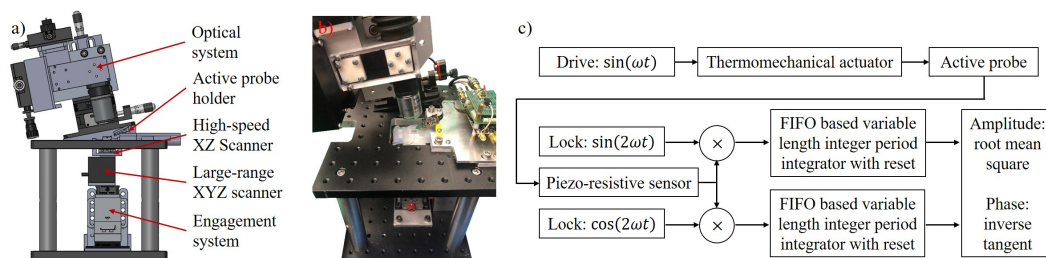 a)
Optical
system
Active probe
holder
High-speed
XZ Scanner
Large-range
XYZ scanner
Engagement
system
b)
c)
Drive: sin(ωt)
Thermomechanical actuator
Active probe
Lock: sin(2ωt)
×
FIFO based variable
length integer period
integrator with reset
Amplitude:
root mean
square
Piezo-resistive sensor
Lock: cos(2ωt)
×
FIFO based variable
length integer period
integrator with reset
Phase:
inverse
tangent